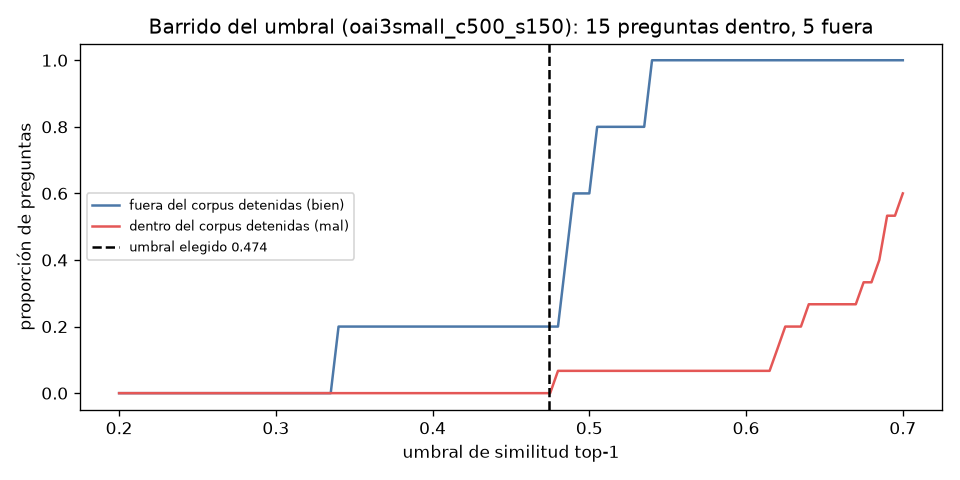 Barrido del umbral (oai3small_c500_s150): 15 preguntas dentro, 5 fuera
proporción de preguntas
1.0
0.8
0.6
0.4
0.2
0.0
fuera del corpus detenidas (bien)
dentro del corpus detenidas (mal)
umbral elegido 0.474
0.2 0.3 0.4 0.5 0.6 0.7
umbral de similitud top-1